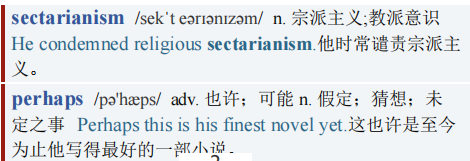 sectarianism /sekˈt eərɪənɪzəm/ n. 宗派主义;教派意识
He condemned religious sectarianism.他时常谴责宗派主
义。
perhaps /pə'hæps/ adv. 也许；可能 n. 假定；猜想；未
定之事 Perhaps this is his finest novel yet.这也许是至今
为止他写得最好的一部小说。